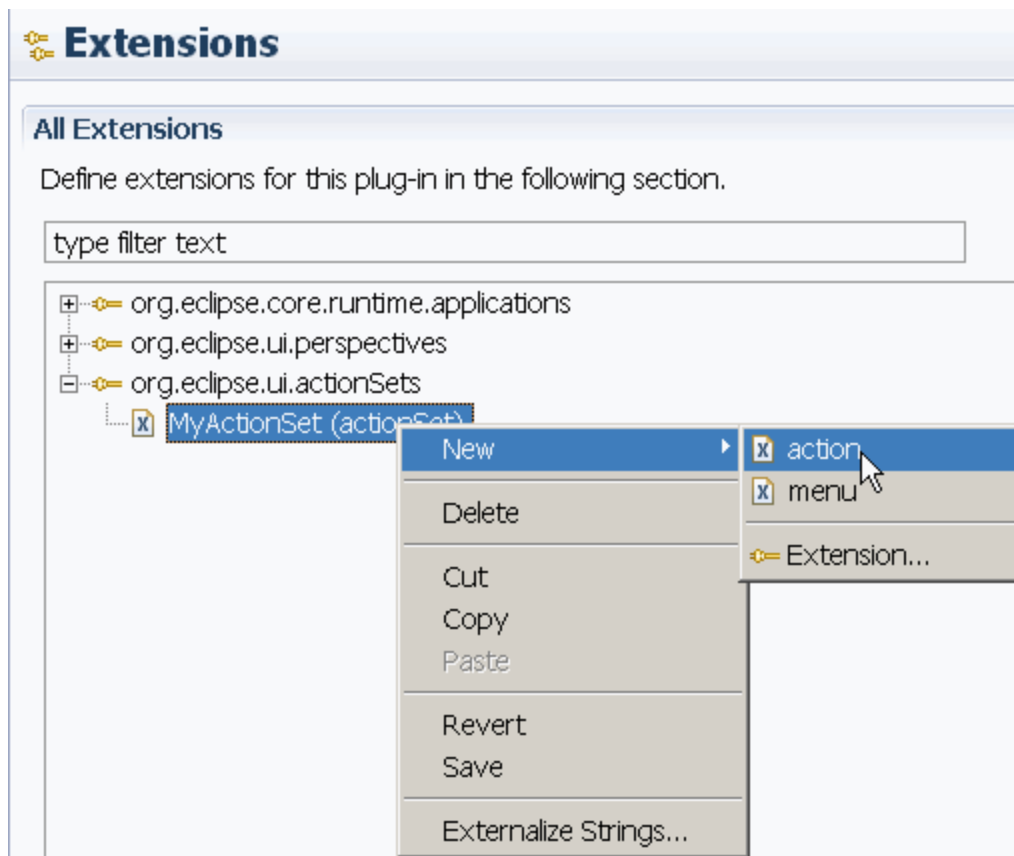 Extensions
All Extensions
Define extensions for this plug-in in the following section.
type filter text
org.eclipse.core.runtime.applications
org.eclipse.ui.perspectives
org.eclipse.ui.actionSets
MyActionSet (actionSet)
New
action
menu
Extension...
Delete
Cut
Copy
Paste
Revert
Save
Externalize Strings...